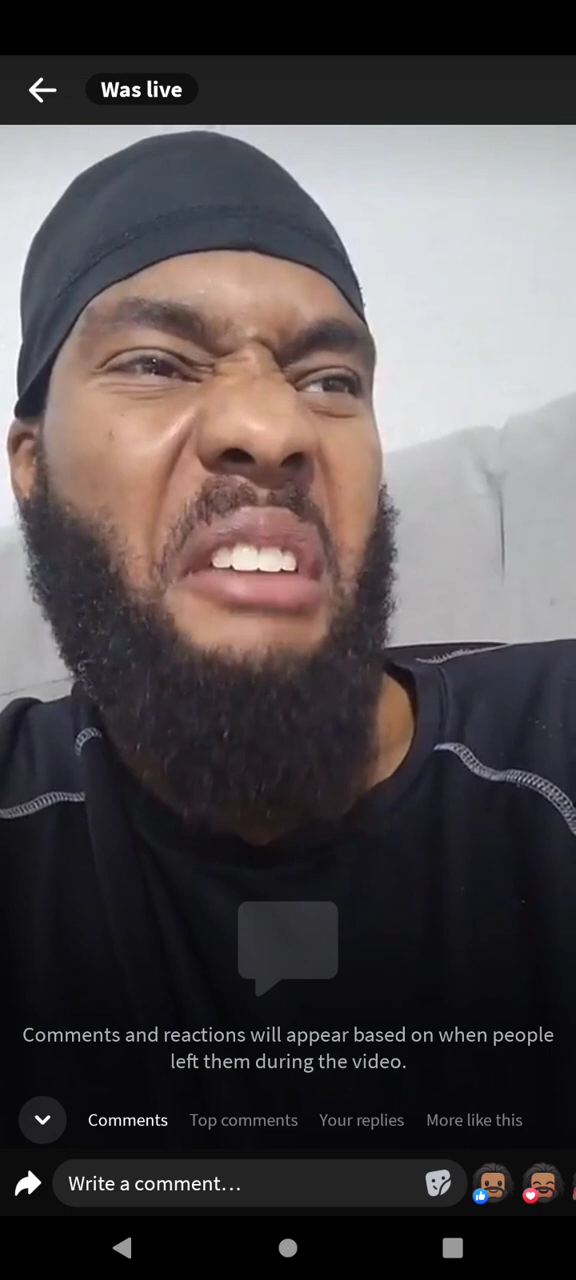 Was live
Comments and reactions will appear based on when people
left them during the video.
Comments Top comments Your replies More like this
Write a comment…